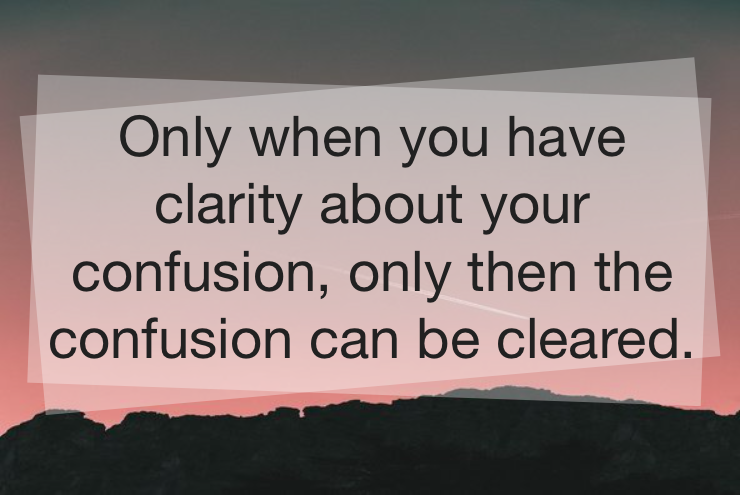 Only when you have
clarity about your
confusion, only then the
confusion can be cleared.